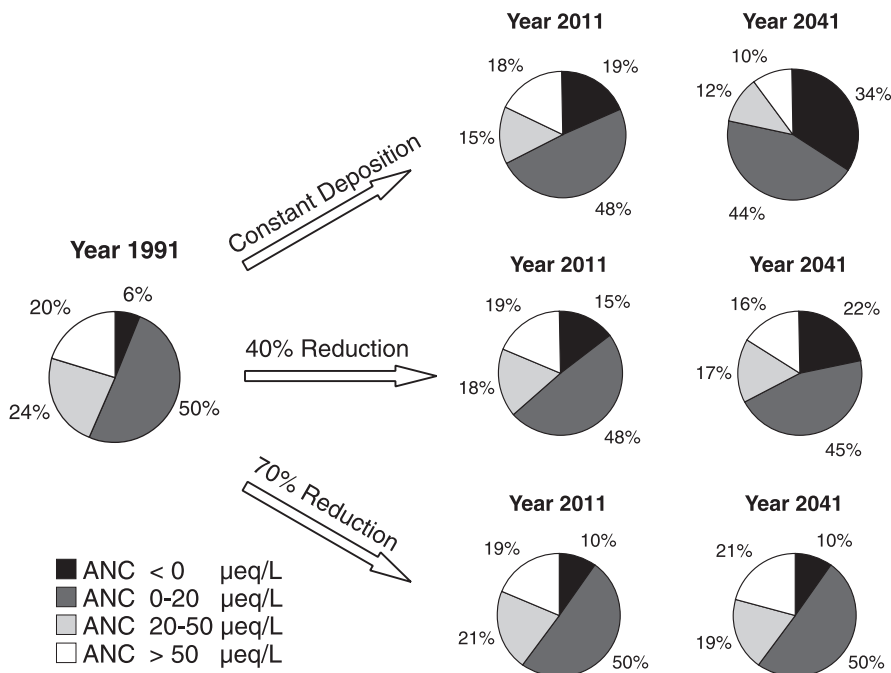 Year 2011
Year 2041
18%
19%
15%
48%
10%
34%
12%
44%
Constant Deposition
Year 1991
20%
6%
24%
50%
40% Reduction
Year 2011
Year 2041
19%
15%
18%
48%
16%
22%
17%
45%
70% Reduction
Year 2011
Year 2041
19%
10%
21%
50%
21%
10%
19%
50%
ANC < 0 µeq/L
ANC 0-20 µeq/L
ANC 20-50 µeq/L
ANC > 50 µeq/L